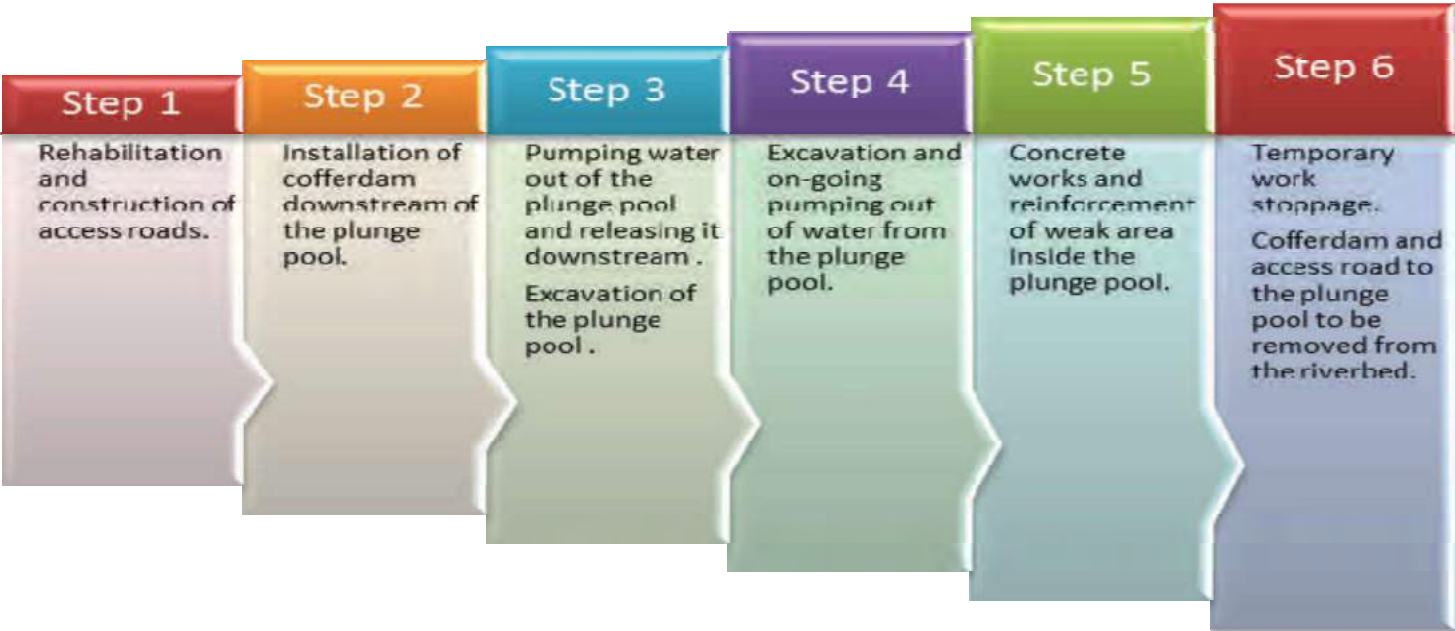 Step 1
Rehabilitation
and
construction of
access roads.
Step 2
Installation of
cofferdam
downstream of
the plunge
pool.
Step 3
Pumping water
out of the
plunge pool
and releasing it
downstream .
Excavation of
the plunge
pool .
Step 4
Excavation and
on-going
pumping out
of water from
the plunge
pool.
Step 5
Concrete
works and
reinforcement
of weak area
inside the
plunge pool.
Step 6
Temporary
work
stoppage.
Cofferdam and
access road to
the plunge
pool to be
removed from
the riverbed.